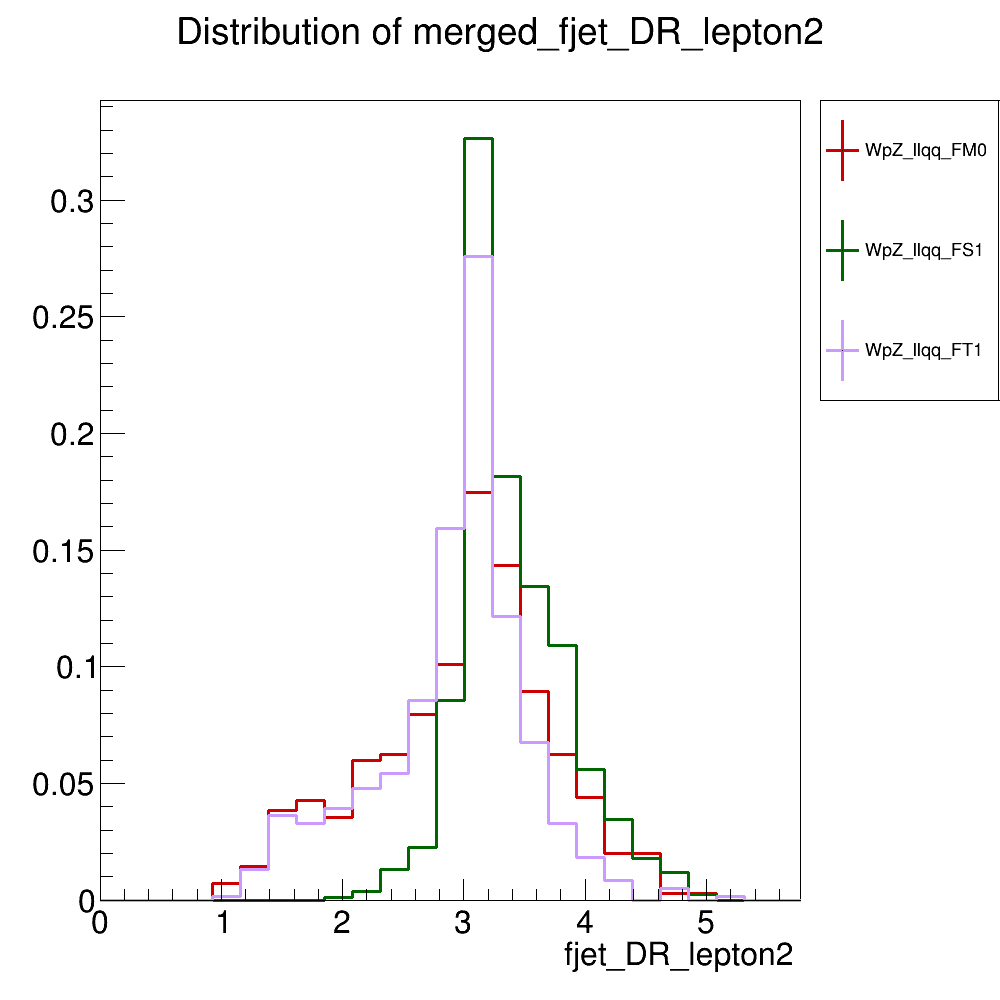 Distribution of merged_fjet_DR_lepton2
WpZ_llqq_FM0
WpZ_llqq_FS1
WpZ_llqq_FT1
0.3
0.25
0.2
0.15
0.1
0.05
0
0 1 2 3 4 5
fjet_DR_lepton2